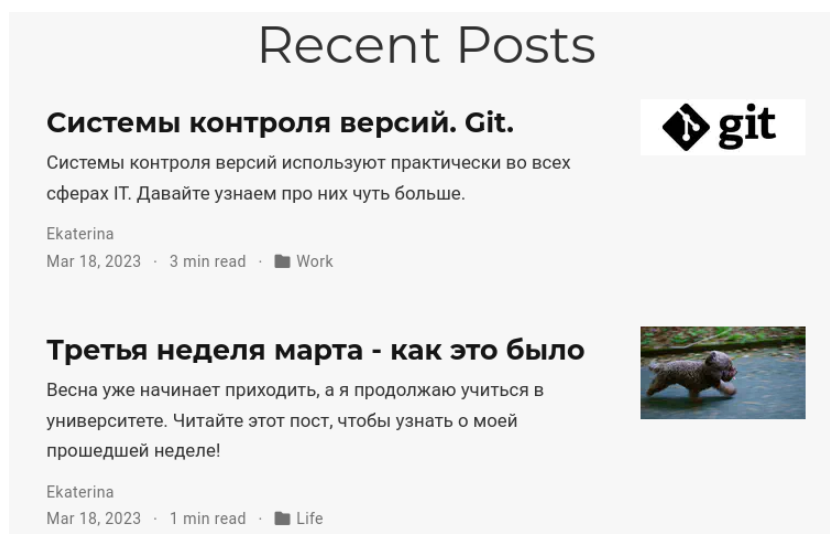 Recent Posts
Системы контроля версий. Git.
git
Системы контроля версий используют практически во всех
сферах IT. Давайте узнаем про них чуть больше.
Ekaterina
Mar 18, 2023 · 3 min read · Work
Третья неделя марта - как это было
Весна уже начинает приходить, а я продолжаю учиться в
университете. Читайте этот пост, чтобы узнать о моей
прошедшей неделе!
Ekaterina
Mar 18, 2023 · 1 min read · Life